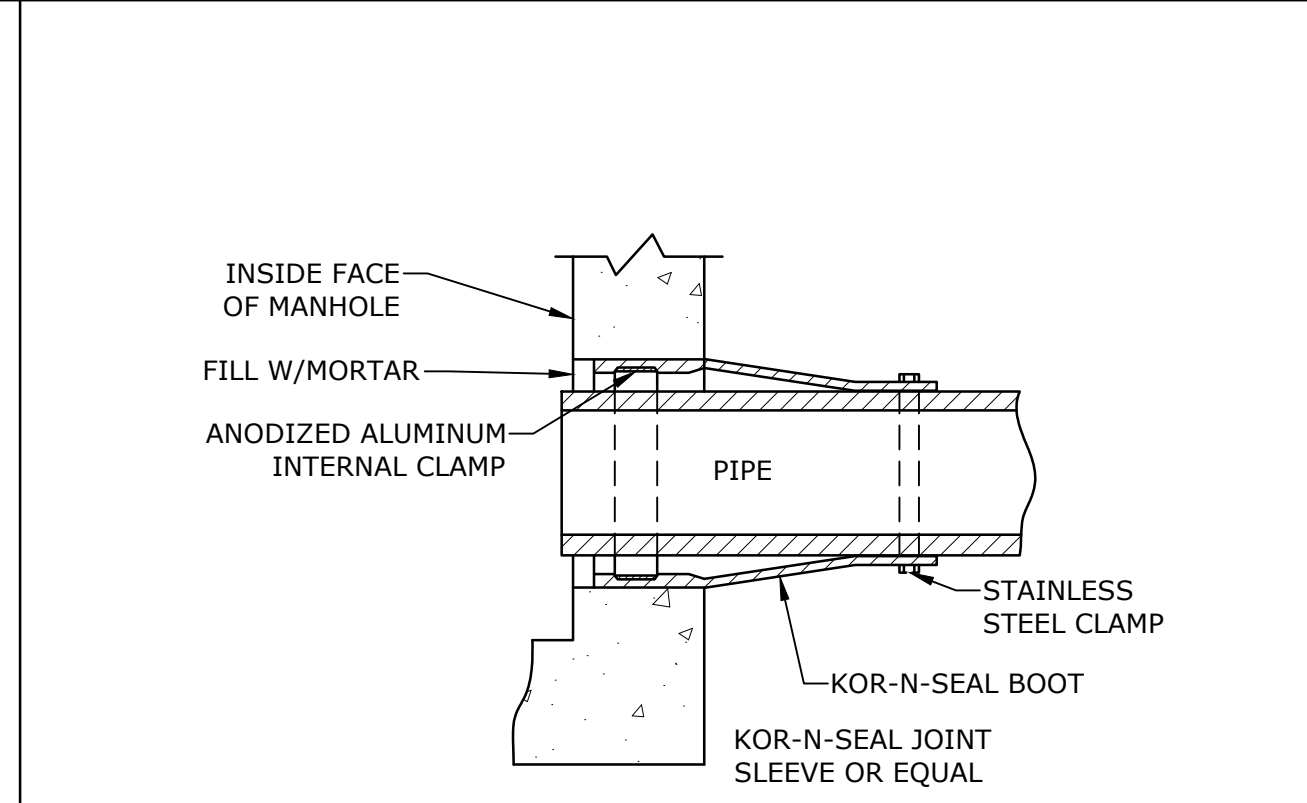 INSIDE FACE
OF MANHOLE
FILL W/MORTAR
ANODIZED ALUMINUM
INTERNAL CLAMP
PIPE
STAINLESS
STEEL CLAMP
KOR-N-SEAL BOOT
KOR-N-SEAL JOINT
SLEEVE OR EQUAL